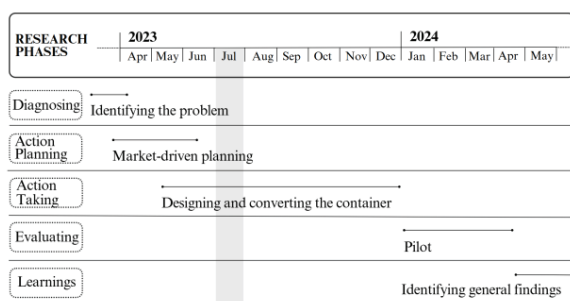 RESEARCH PHASES
2023
2024
Apr May Jun Jul Aug Sep Oct Nov Dec Jan Feb Mar Apr May
Diagnosing
Identifying the problem
Action Planning
Market-driven planning
Action Taking
Designing and converting the container
Evaluating
Pilot
Learnings
Identifying general findings